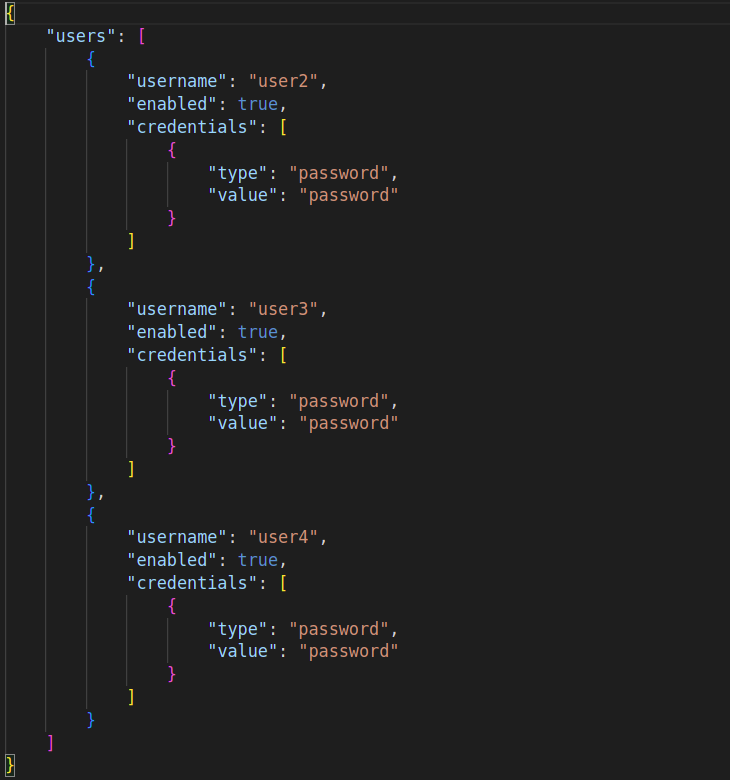 {
    "users": [
        {
            "username": "user2",
            "enabled": true,
            "credentials": [
                {
                    "type": "password",
                    "value": "password"
                }
            ]
        },
        {
            "username": "user3",
            "enabled": true,
            "credentials": [
                {
                    "type": "password",
                    "value": "password"
                }
            ]
        },
        {
            "username": "user4",
            "enabled": true,
            "credentials": [
                {
                    "type": "password",
                    "value": "password"
                }
            ]
        }
    ]
}